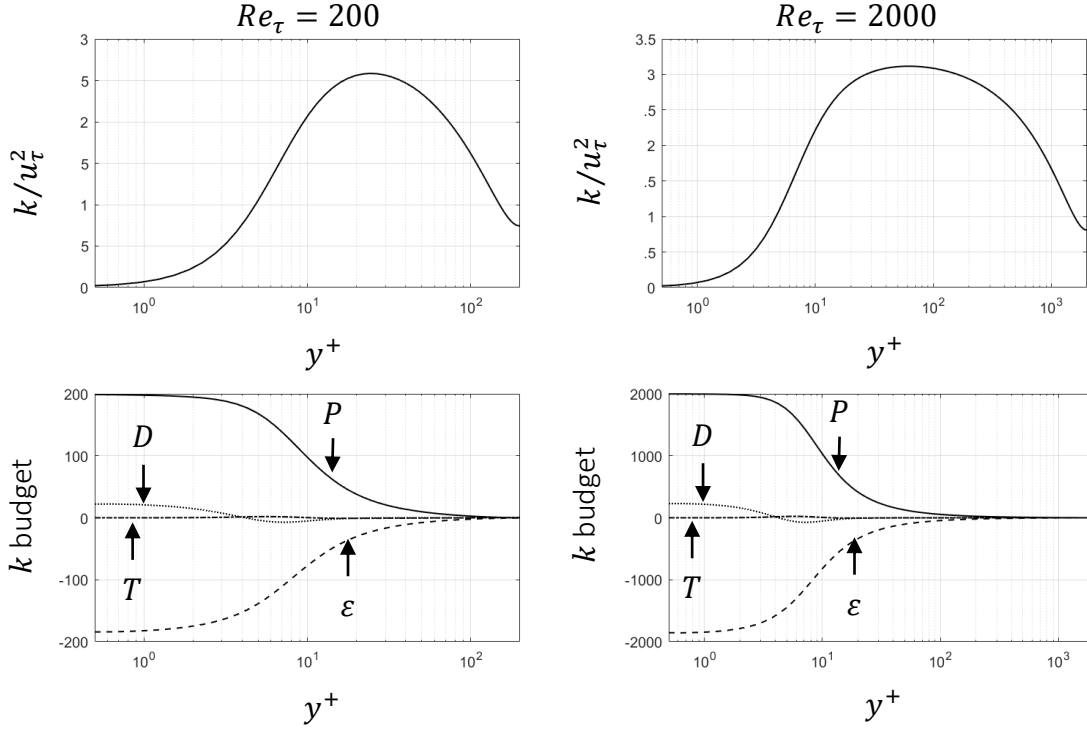 Re_τ = 200
Re_τ = 2000
3
5
2
5
1
5
0
k/u_τ^2
10^0
10^1
10^2
y^+
3.5
3
.5
2
.5
1
.5
0
k/u_τ^2
10^0
10^1
10^2
10^3
y^+
200
100
0
-100
-200
k budget
D
P
T
ε
10^0
10^1
10^2
y^+
2000
1000
0
-1000
-2000
k budget
D
P
T
ε
10^0
10^1
10^2
10^3
y^+